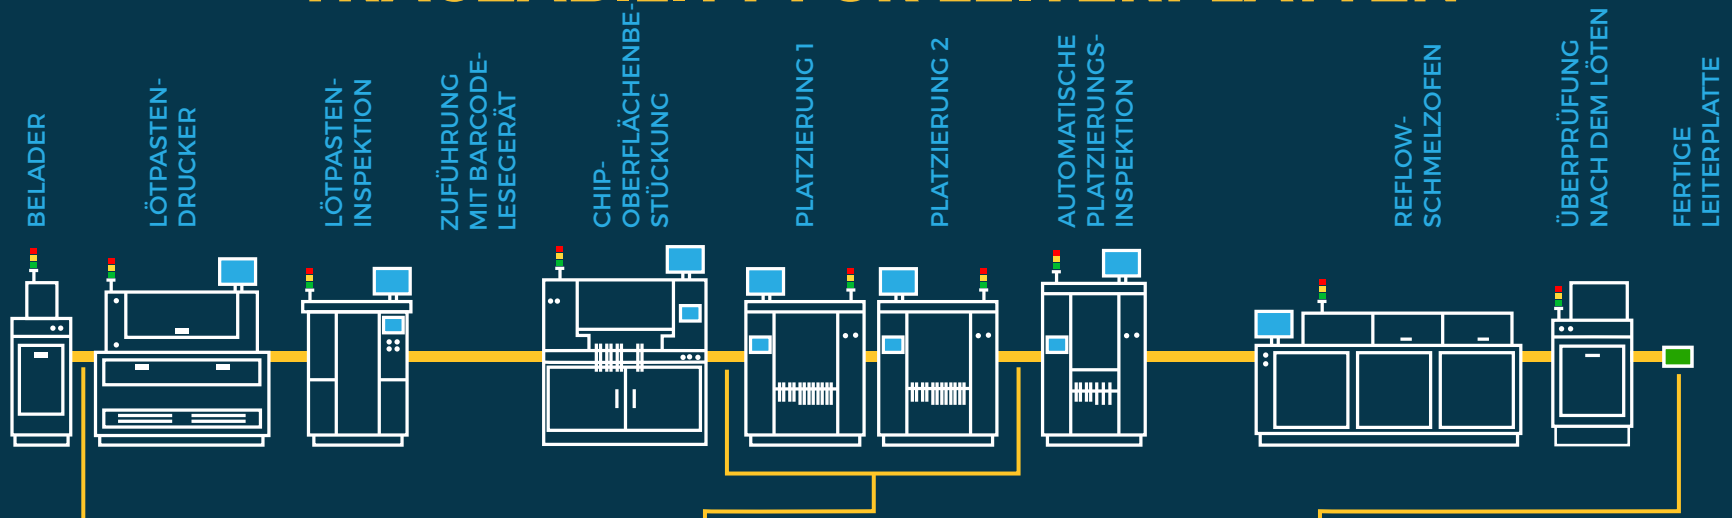 BELADER
LÖTPASTEN-
DRUCKER
LÖTPASTEN-
INSPEKTION
ZUFÜHRUNG
MIT BARCODE-
LESEGERÄT
CHIP-
OBERFLÄCHENBE-
STÜCKUNG
PLATZIERUNG 1
PLATZIERUNG 2
AUTOMATISCHE
PLATZIERUNGS-
INSPEKTION
REFLOW-
SCHMELZOFEN
ÜBERPRÜFUNG
NACH DEM LÖTEN
FERTIGE
LEITERPLATTE